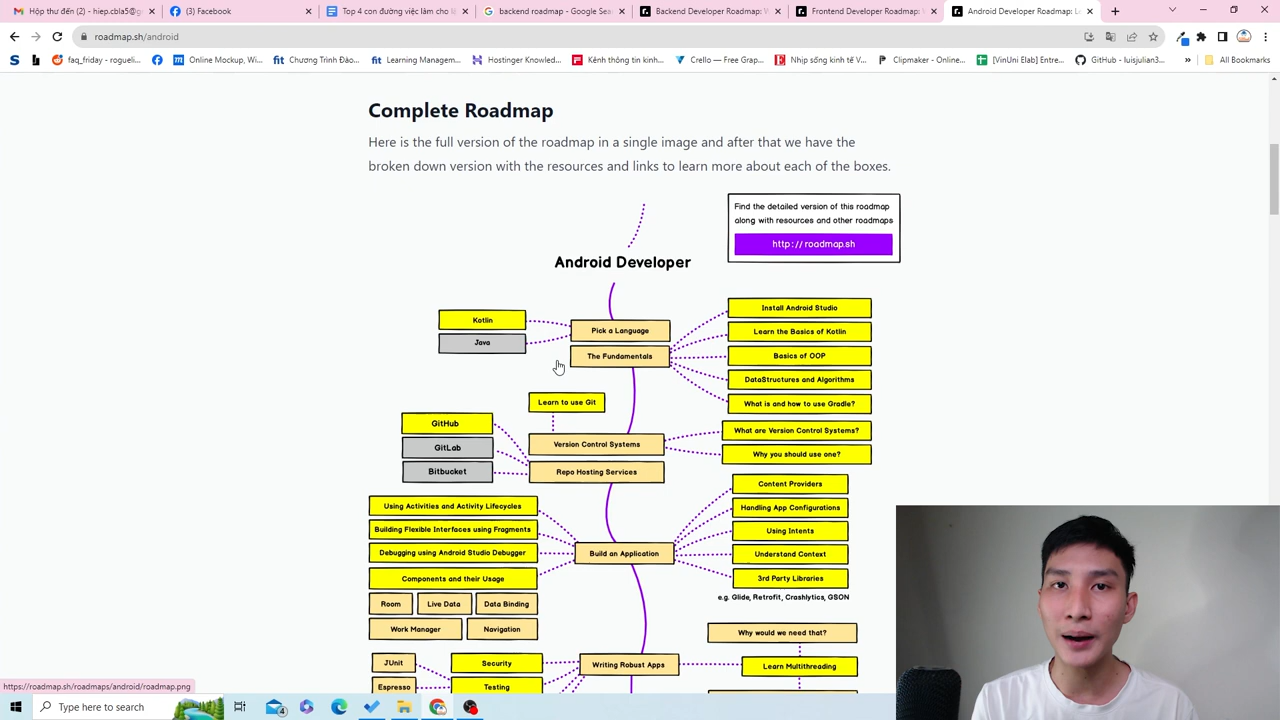 Hộp thư đến (2) - hiep.cbla5@g
(3) Facebook
Top 4 con đường việc làm cho lậ
backend roadmap - Google Sear
Backend Developer Roadmap: W
Frontend Developer Roadmap:
Android Developer Roadmap: Le
roadmap.sh/android
faq_friday - rogueli...
Online Mockup, Wi...
Chương Trình Đào...
Learning Managem...
Hostinger Knowled...
Kênh thông tin kinh...
Crello — Free Grap...
Nhịp sống kinh tế V...
Clipmaker - Online...
[VinUni Elab] Entre...
GitHub - luisjulian3...
»
All Bookmarks
Complete Roadmap
Here is the full version of the roadmap in a single image and after that we have the
broken down version with the resources and links to learn more about each of the boxes.
Find the detailed version of this roadmap
along with resources and other roadmaps
http://roadmap.sh
Android Developer
Kotlin
Java
Pick a Language
The Fundamentals
Install Android Studio
Learn the Basics of Kotlin
Basics of OOP
DataStructures and Algorithms
What is and how to use Gradle?
Learn to use Git
GitHub
GitLab
Bitbucket
Version Control Systems
Repo Hosting Services
What are Version Control Systems?
Why you should use one?
Using Activities and Activity Lifecycles
Building Flexible Interfaces using Fragments
Debugging using Android Studio Debugger
Components and their Usage
Room
Live Data
Data Binding
Work Manager
Navigation
Build an Application
Content Providers
Handling App Configurations
Using Intents
Understand Context
3rd Party Libraries
e.g. Glide, Retrofit, Crashlytics, GSON
Why would we need that?
JUnit
Security
Writing Robust Apps
Learn Multithreading
Espresso
Testing
https://roadmap.sh/roadmaps/android/roadmap.png
Type here to search
4